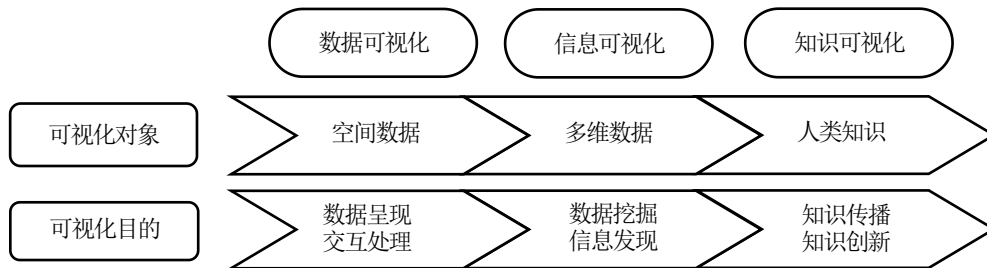 数据可视化
信息可视化
知识可视化
可视化对象
空间数据
多维数据
人类知识
可视化目的
数据呈现
交互处理
数据挖掘
信息发现
知识传播
知识创新